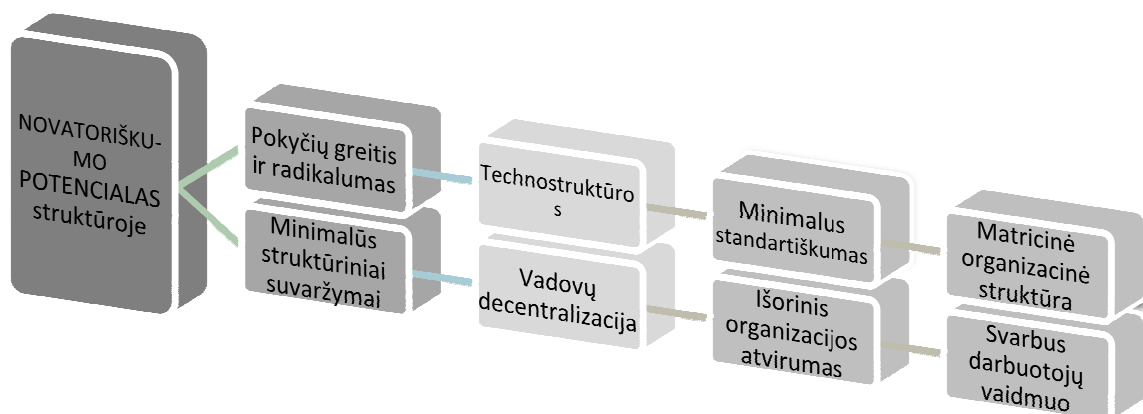 NOVATORIŠKU-
MO
POTENCIALAS
struktūroje
Pokyčių greitis
ir radikalumas
Minimalūs
struktūriniai
suvaržymai
Technostruktūro
s
Vadovų
decentralizacija
Minimalus
standartiškumas
Išorinis
organizacijos
atvirumas
Matricinė
organizacinė
struktūra
Svarbus
darbuotojų
vaidmuo